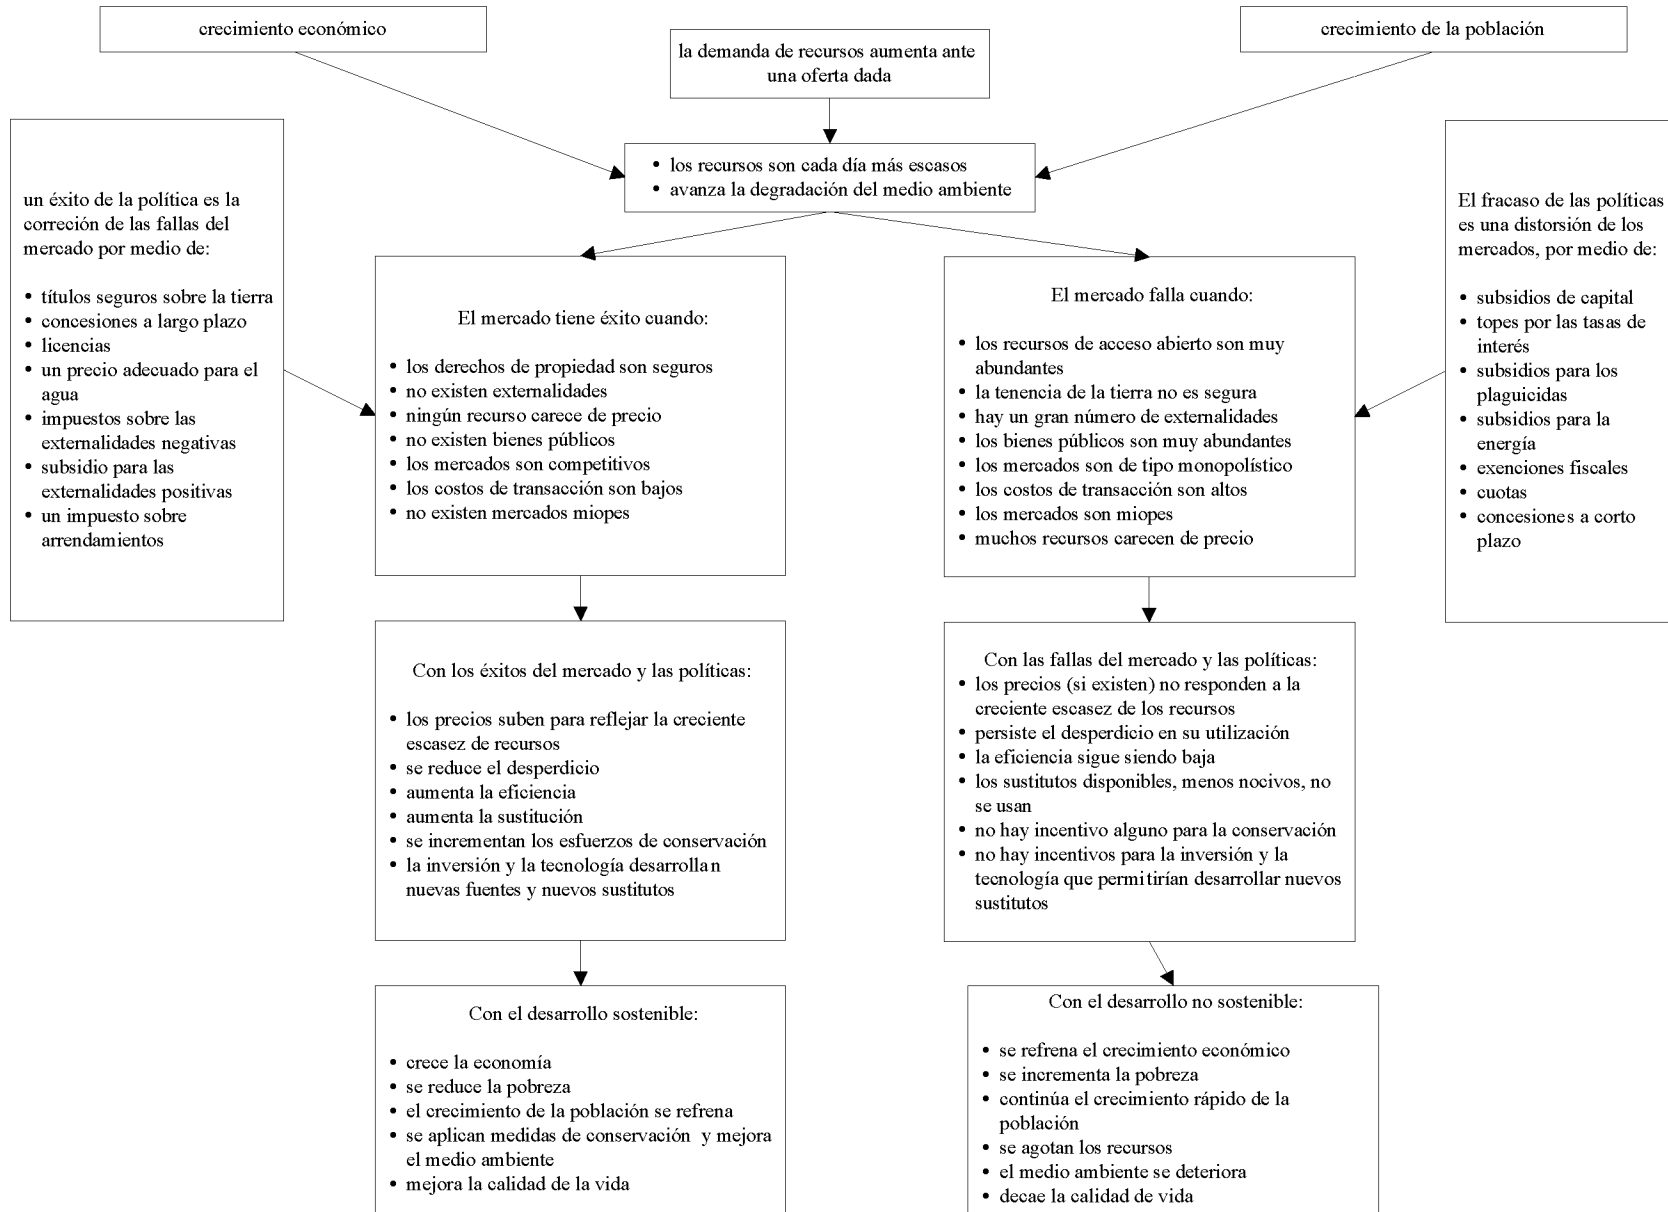 crecimiento económico
la demanda de recursos aumenta ante
una oferta dada
crecimiento de la población
• los recursos son cada día más escasos
• avanza la degradación del medio ambiente
un éxito de la política es la
correción de las fallas del
mercado por medio de:
• títulos seguros sobre la tierra
• concesiones a largo plazo
• licencias
• un precio adecuado para el
agua
• impuestos sobre las
externalidades negativas
• subsidio para las
externalidades positivas
• un impuesto sobre
arrendamientos
El mercado tiene éxito cuando:
• los derechos de propiedad son seguros
• no existen externalidades
• ningún recurso carece de precio
• no existen bienes públicos
• los mercados son competitivos
• los costos de transacción son bajos
• no existen mercados miopes
El mercado falla cuando:
• los recursos de acceso abierto son muy
abundantes
• la tenencia de la tierra no es segura
• hay un gran número de externalidades
• los bienes públicos son muy abundantes
• los mercados son de tipo monopolístico
• los costos de transacción son altos
• los mercados son miopes
• muchos recursos carecen de precio
El fracaso de las políticas
es una distorsión de los
mercados, por medio de:
• subsidios de capital
• topes por las tasas de
interés
• subsidios para los
plaguicidas
• subsidios para la
energía
• exenciones fiscales
• cuotas
• concesiones a corto
plazo
Con los éxitos del mercado y las políticas:
• los precios suben para reflejar la creciente
escasez de recursos
• se reduce el desperdicio
• aumenta la eficiencia
• aumenta la sustitución
• se incrementan los esfuerzos de conservación
• la inversión y la tecnología desarrollan
nuevas fuentes y nuevos sustitutos
Con las fallas del mercado y las políticas:
• los precios (si existen) no responden a la
creciente escasez de los recursos
• persiste el desperdicio en su utilización
• la eficiencia sigue siendo baja
• los sustitutos disponibles, menos nocivos, no
se usan
• no hay incentivo alguno para la conservación
• no hay incentivos para la inversión y la
tecnología que permitirían desarrollar nuevos
sustitutos
Con el desarrollo sostenible:
• crece la economía
• se reduce la pobreza
• el crecimiento de la población se refrena
• se aplican medidas de conservación y mejora
el medio ambiente
• mejora la calidad de la vida
Con el desarrollo no sostenible:
• se refrena el crecimiento económico
• se incrementa la pobreza
• continúa el crecimiento rápido de la
población
• se agotan los recursos
• el medio ambiente se deteriora
• decae la calidad de vida